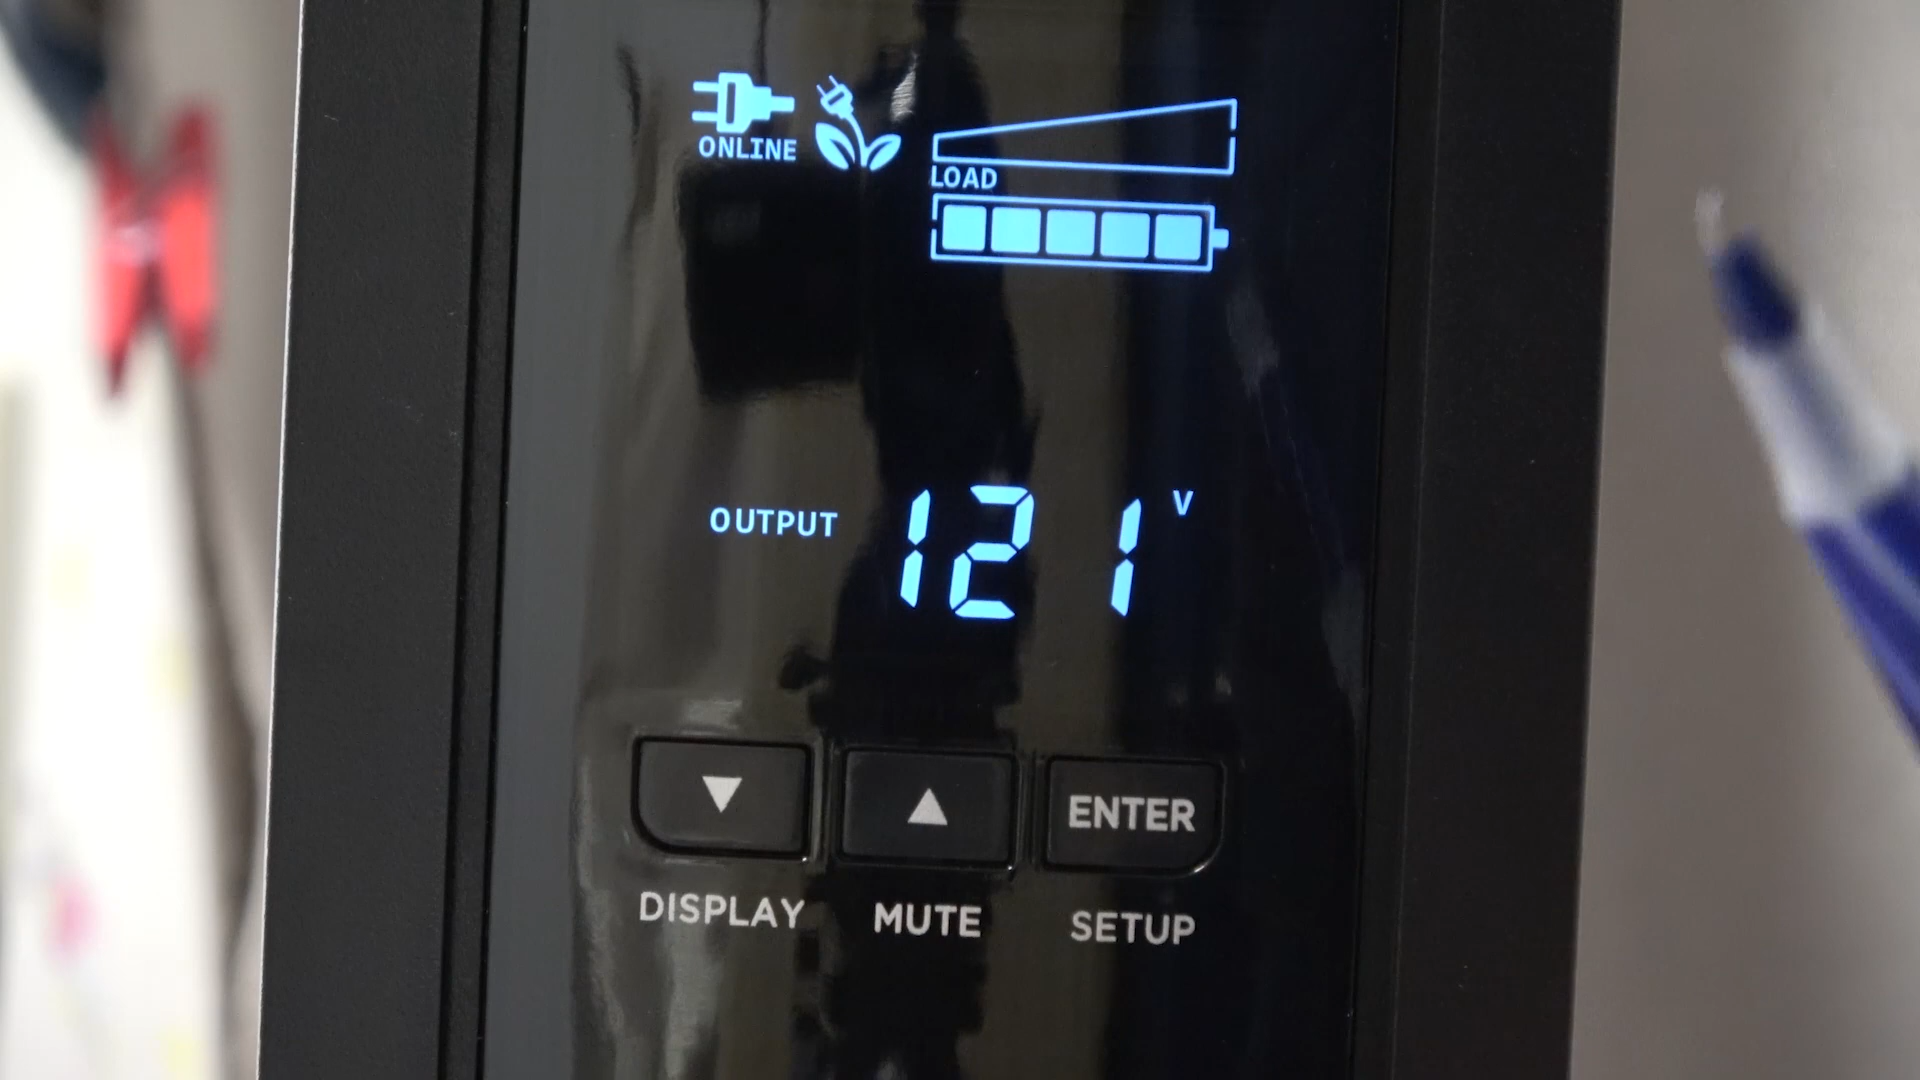 ONLINE
LOAD
OUTPUT 121 V
▼ ▲ ENTER
DISPLAY MUTE SETUP